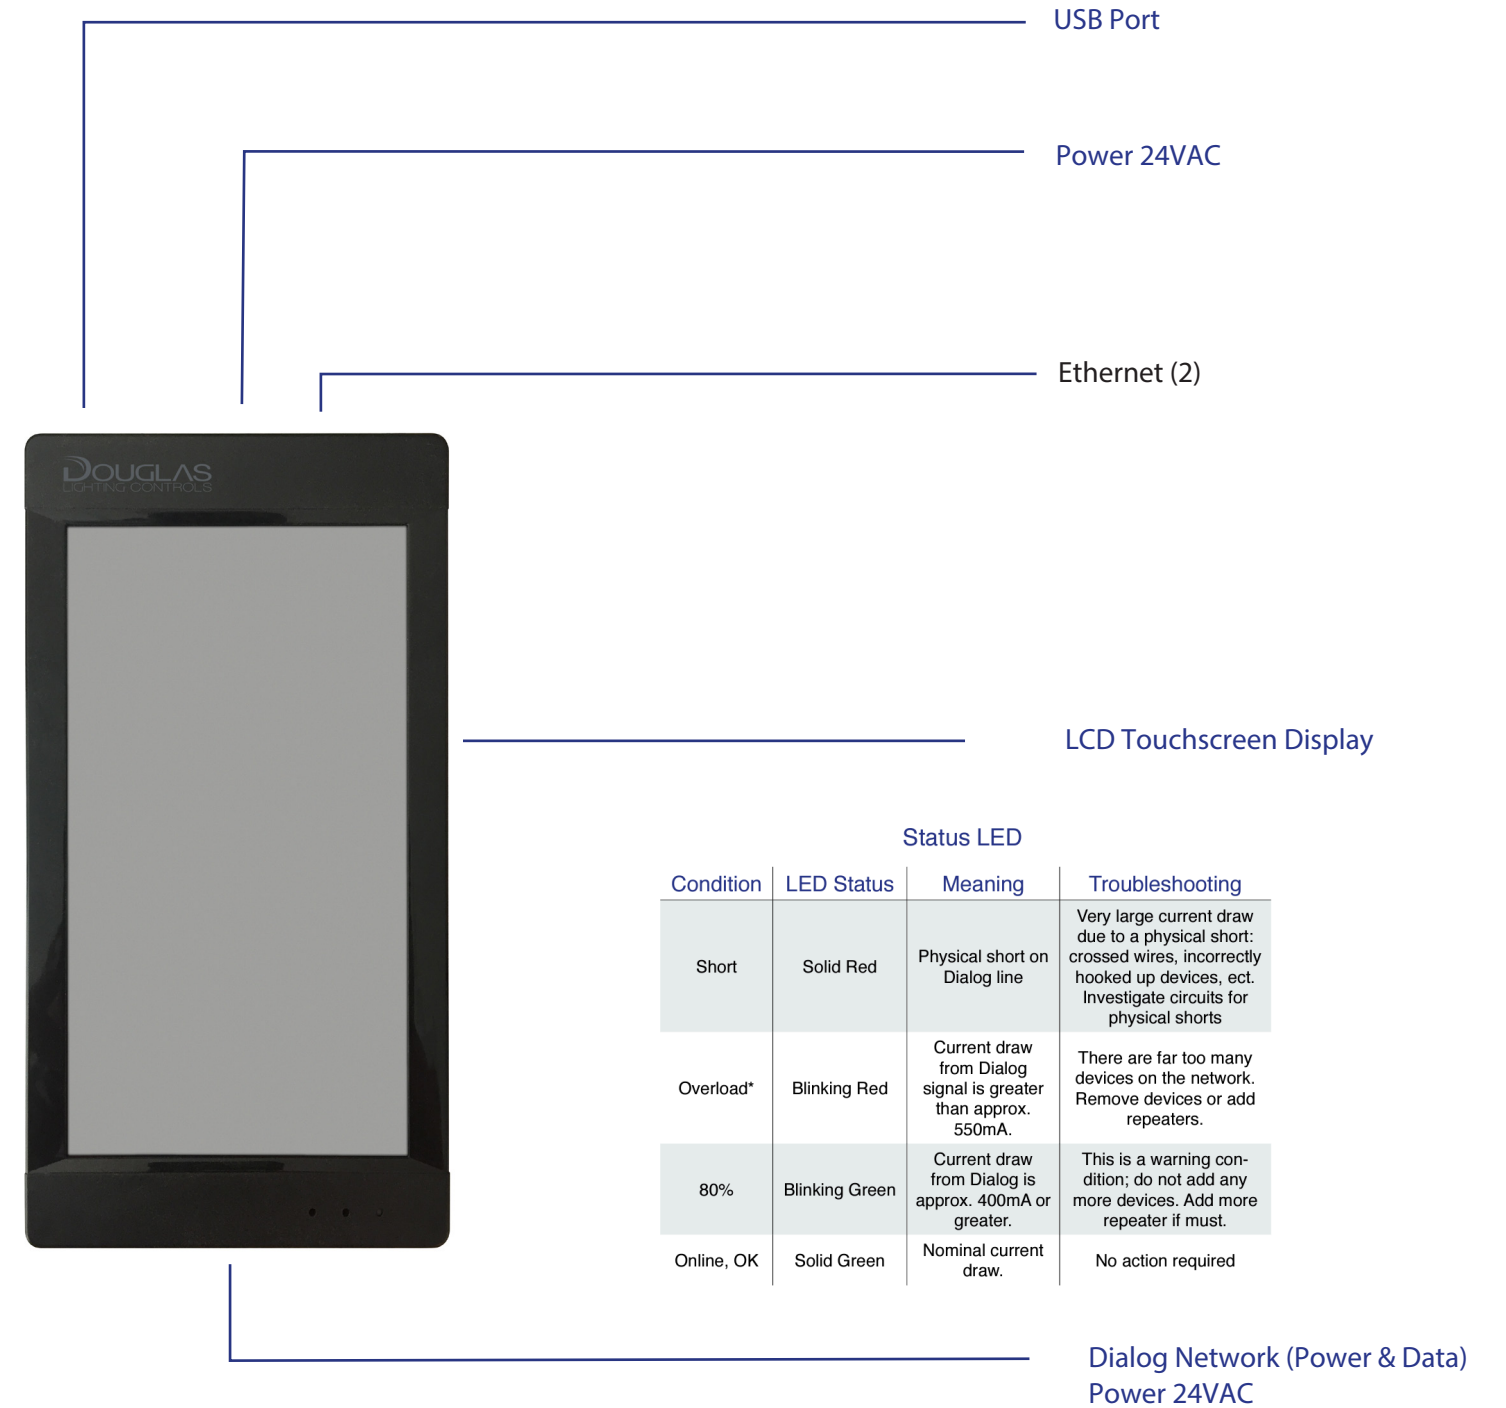 USB Port
Power 24VAC
Ethernet (2)
DOUGLAS
LIGHTING CONTROLS
LCD Touchscreen Display
Status LED
Condition LED Status Meaning Troubleshooting
Short
Solid Red
Physical short on
Dialog line
Very large current draw
due to a physical short:
crossed wires, incorrectly
hooked up devices, ect.
Investigate circuits for
physical shorts
Overload*
Blinking Red
Current draw
from Dialog
signal is greater
than approx.
550mA.
There are far too many
devices on the network.
Remove devices or add
repeaters.
80%
Blinking Green
Current draw
from Dialog is
approx. 400mA or
greater.
This is a warning con-
dition; do not add any
more devices. Add more
repeater if must.
Online, OK
Solid Green
Nominal current
draw.
No action required
Dialog Network (Power & Data)
Power 24VAC